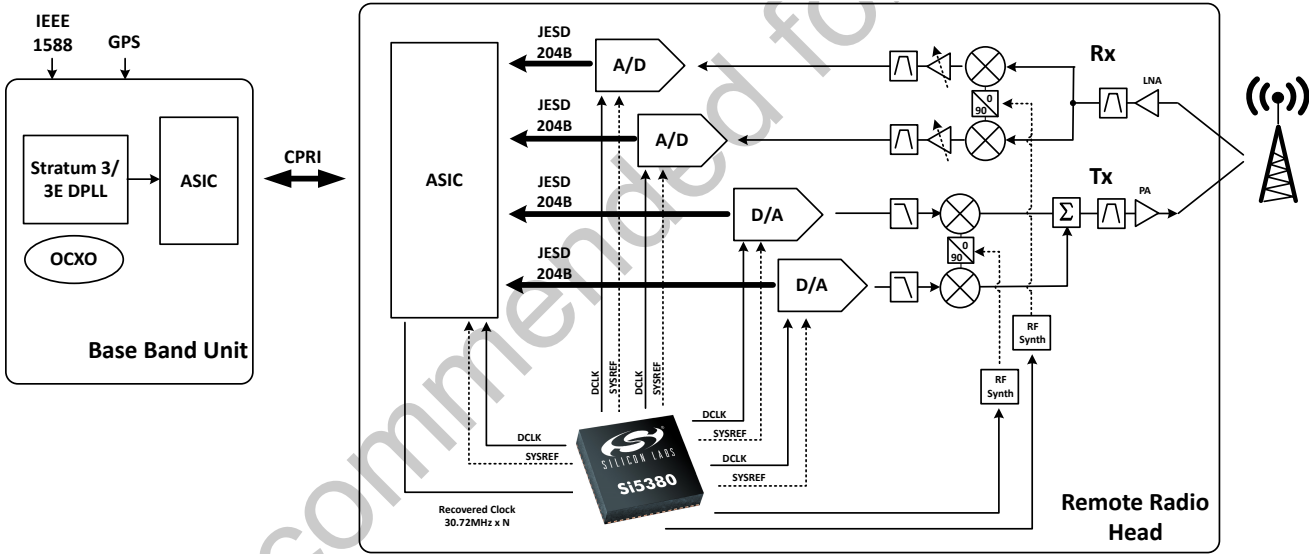 IEEE
1588
GPS
Stratum 3/
3E DPLL
ASIC
OCXO
Base Band Unit
CPRI
ASIC
JESD
204B
A/D
JESD
204B
A/D
JESD
204B
D/A
JESD
204B
D/A
Rx
LNA
0
90
Tx
PA
Σ
0
90
RF
Synth
RF
Synth
DCLK
SYSREF
DCLK
SYSREF
DCLK
SYSREF
DCLK
SYSREF
DCLK
SYSREF
SILICON LABS
Si5380
Recovered Clock
30.72MHz x N
Remote Radio
Head